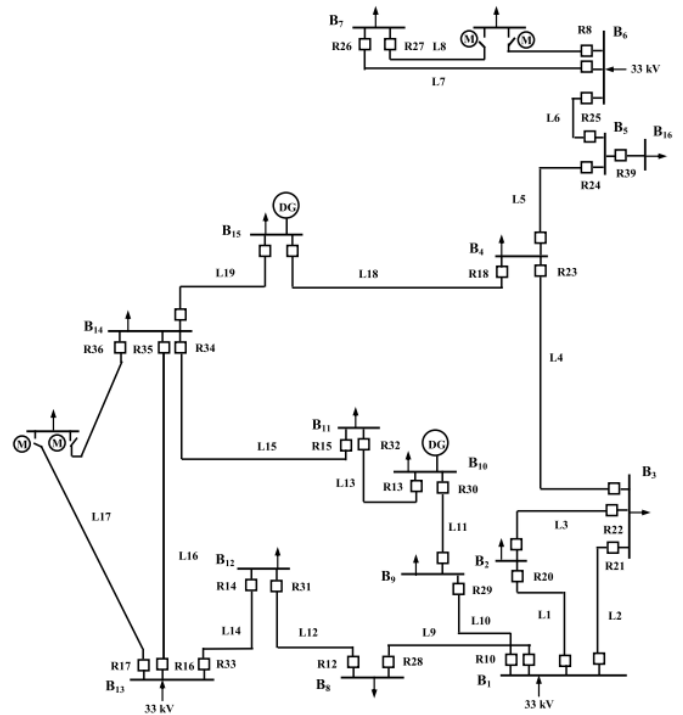 B₇
R26
R27
L8
M
M
R8
B₆
L7
33 kV
L6
R25
B₅
B₁₆
R24
R39
L5
DG
B₁₅
B₄
L19
L18
R18
R23
B₁₄
R36
R35
R34
L4
B₁₁
M
M
R15
R32
DG
L15
B₁₀
L13
R13
R30
B₃
L17
L3
R22
L16
L11
B₂
R21
B₁₂
B₉
R20
R14
R31
R29
L14
L12
L9
L10
L1
L2
R17
R16
R33
R12
R28
R10
B₁₃
B₈
B₁
33 kV
33 kV